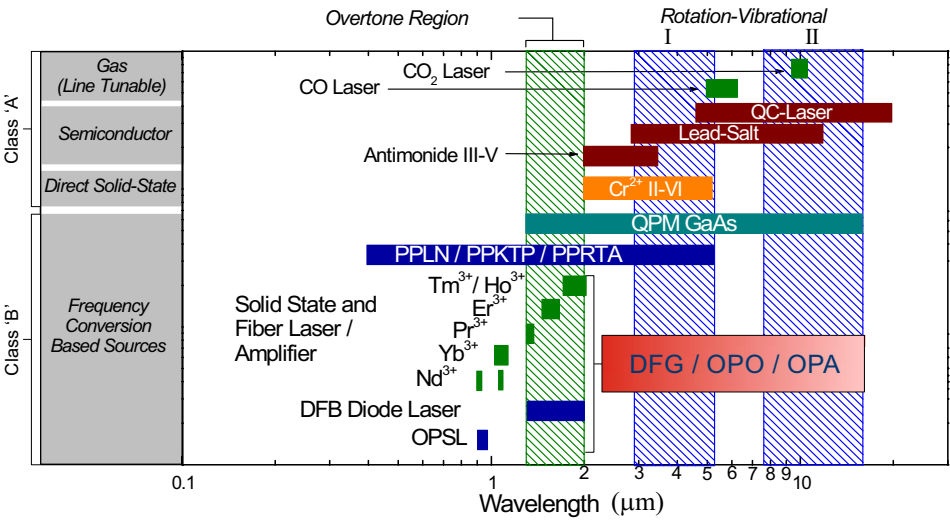 Overtone Region
Rotation-Vibrational
I
II
Class 'A'
Gas
(Line Tunable)
Semiconductor
Direct Solid-State
Class 'B'
Frequency
Conversion
Based Sources
CO2 Laser
CO Laser
QC-Laser
Lead-Salt
Antimonide III-V
Cr2+ II-VI
QPM GaAs
PPLN / PPKTP / PPRTA
Solid State and
Fiber Laser /
Amplifier
Tm3+/ Ho3+
Er3+
Pr3+
Yb3+
Nd3+
DFB Diode Laser
OPSL
DFG / OPO / OPA
0.1 1 2 3 4 5 6 7 8 9 10
Wavelength (μm)